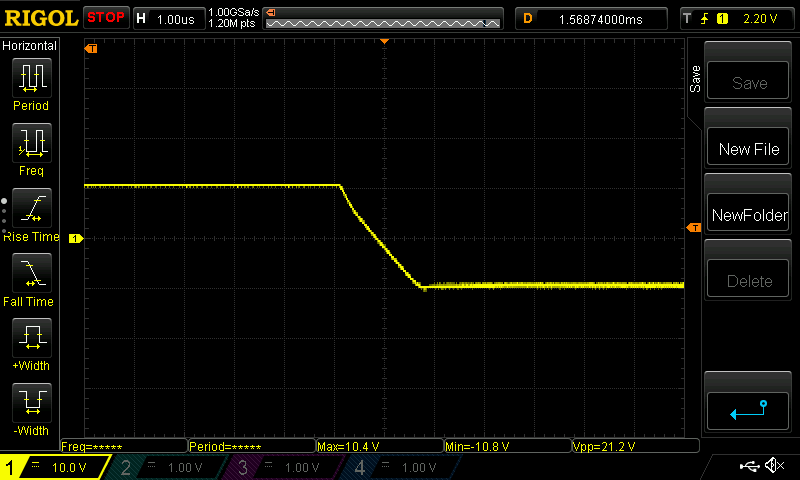 RIGOL STOP H 1.00us 1.00GSa/s D 1.56874000ms T 1 2.20 V
1.20M pts
Horizontal
Period
Freq
Rise Time
Fall Time
+Width
-Width
T
1
T
Save
Save
New File
NewFolder
Delete
Freq=***** Period=***** Max=10.4 V Min=-10.8 V Vpp=21.2 V
1 10.0 V 2 1.00 V 3 1.00 V 4 1.00 V